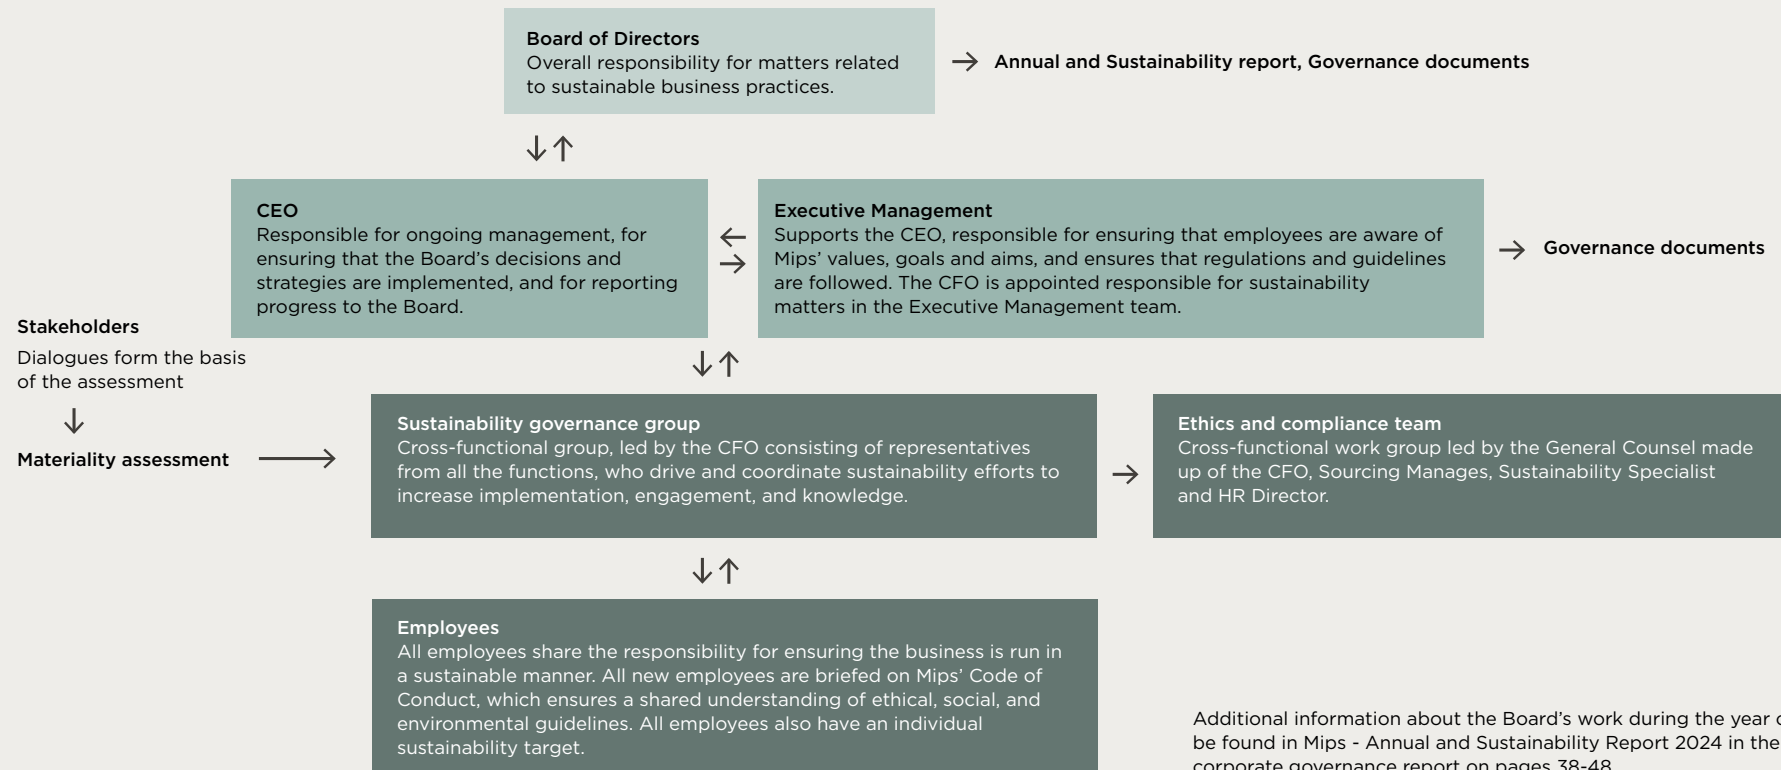 Board of Directors
Overall responsibility for matters related
to sustainable business practices.
Annual and Sustainability report, Governance documents
CEO
Responsible for ongoing management, for
ensuring that the Board’s decisions and
strategies are implemented, and for reporting
progress to the Board.
Executive Management
Supports the CEO, responsible for ensuring that employees are aware of
Mips’ values, goals and aims, and ensures that regulations and guidelines
are followed. The CFO is appointed responsible for sustainability
matters in the Executive Management team.
Governance documents
Stakeholders
Dialogues form the basis
of the assessment
Materiality assessment
Sustainability governance group
Cross-functional group, led by the CFO consisting of representatives
from all the functions, who drive and coordinate sustainability efforts to
increase implementation, engagement, and knowledge.
Ethics and compliance team
Cross-functional work group led by the General Counsel made
up of the CFO, Sourcing Manages, Sustainability Specialist
and HR Director.
Employees
All employees share the responsibility for ensuring the business is run in
a sustainable manner. All new employees are briefed on Mips’ Code of
Conduct, which ensures a shared understanding of ethical, social, and
environmental guidelines. All employees also have an individual
sustainability target.
Additional information about the Board’s work during the year
be found in Mips - Annual and Sustainability Report 2024 in the
corporate governance report on pages 38-48